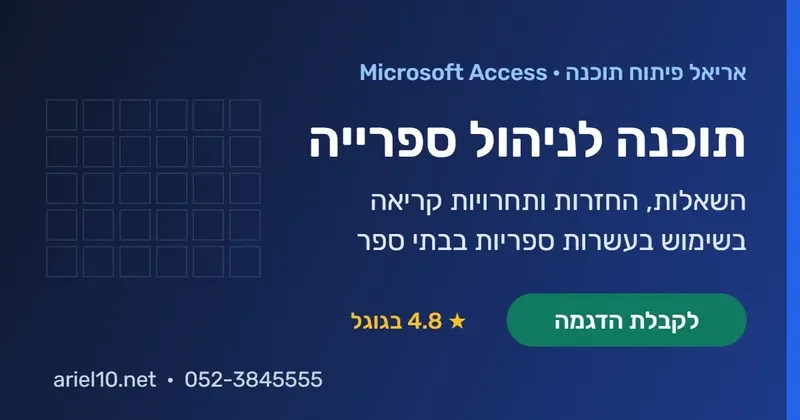 אריאל פיתוח תוכנה • Microsoft Access
תוכנה לניהול ספרייה
השאלות, החזרות ותחרויות קריאה
בשימוש בעשרות ספריות בבתי ספר
לקבלת הדגמה
★ 4.8 בגוגל
ariel10.net • 052-3845555